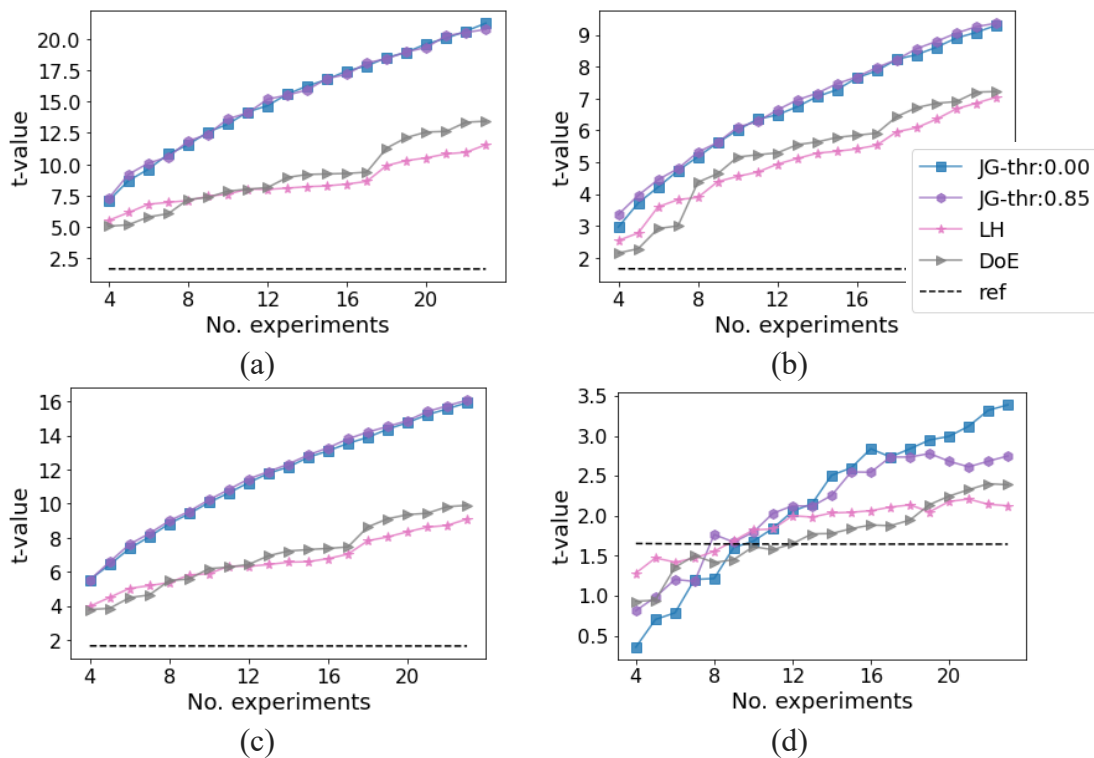 t-value
20.0
17.5
15.0
12.5
10.0
7.5
5.0
2.5
4 8 12 16 20
No. experiments
(a)
t-value
9
8
7
6
5
4
3
2
4 8 12 16
No. experiments
(b)
JG-thr:0.00
JG-thr:0.85
LH
DoE
ref
t-value
16
14
12
10
8
6
4
2
4 8 12 16 20
No. experiments
(c)
t-value
3.5
3.0
2.5
2.0
1.5
1.0
0.5
4 8 12 16 20
No. experiments
(d)